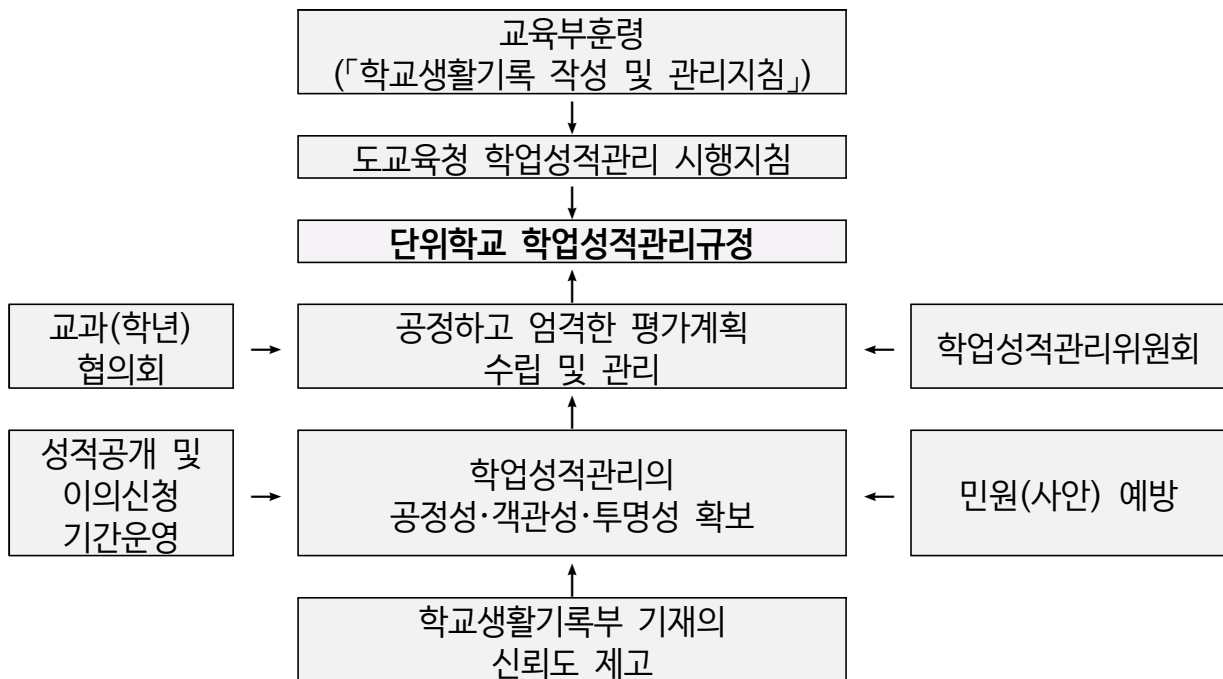 교육부훈령
(「학교생활기록 작성 및 관리지침」)
도교육청 학업성적관리 시행지침
단위학교 학업성적관리규정
교과(학년)
협의회
공정하고 엄격한 평가계획
수립 및 관리
학업성적관리위원회
성적공개 및
이의신청
기간운영
학업성적관리의
공정성·객관성·투명성 확보
민원(사안) 예방
학교생활기록부 기재의
신뢰도 제고